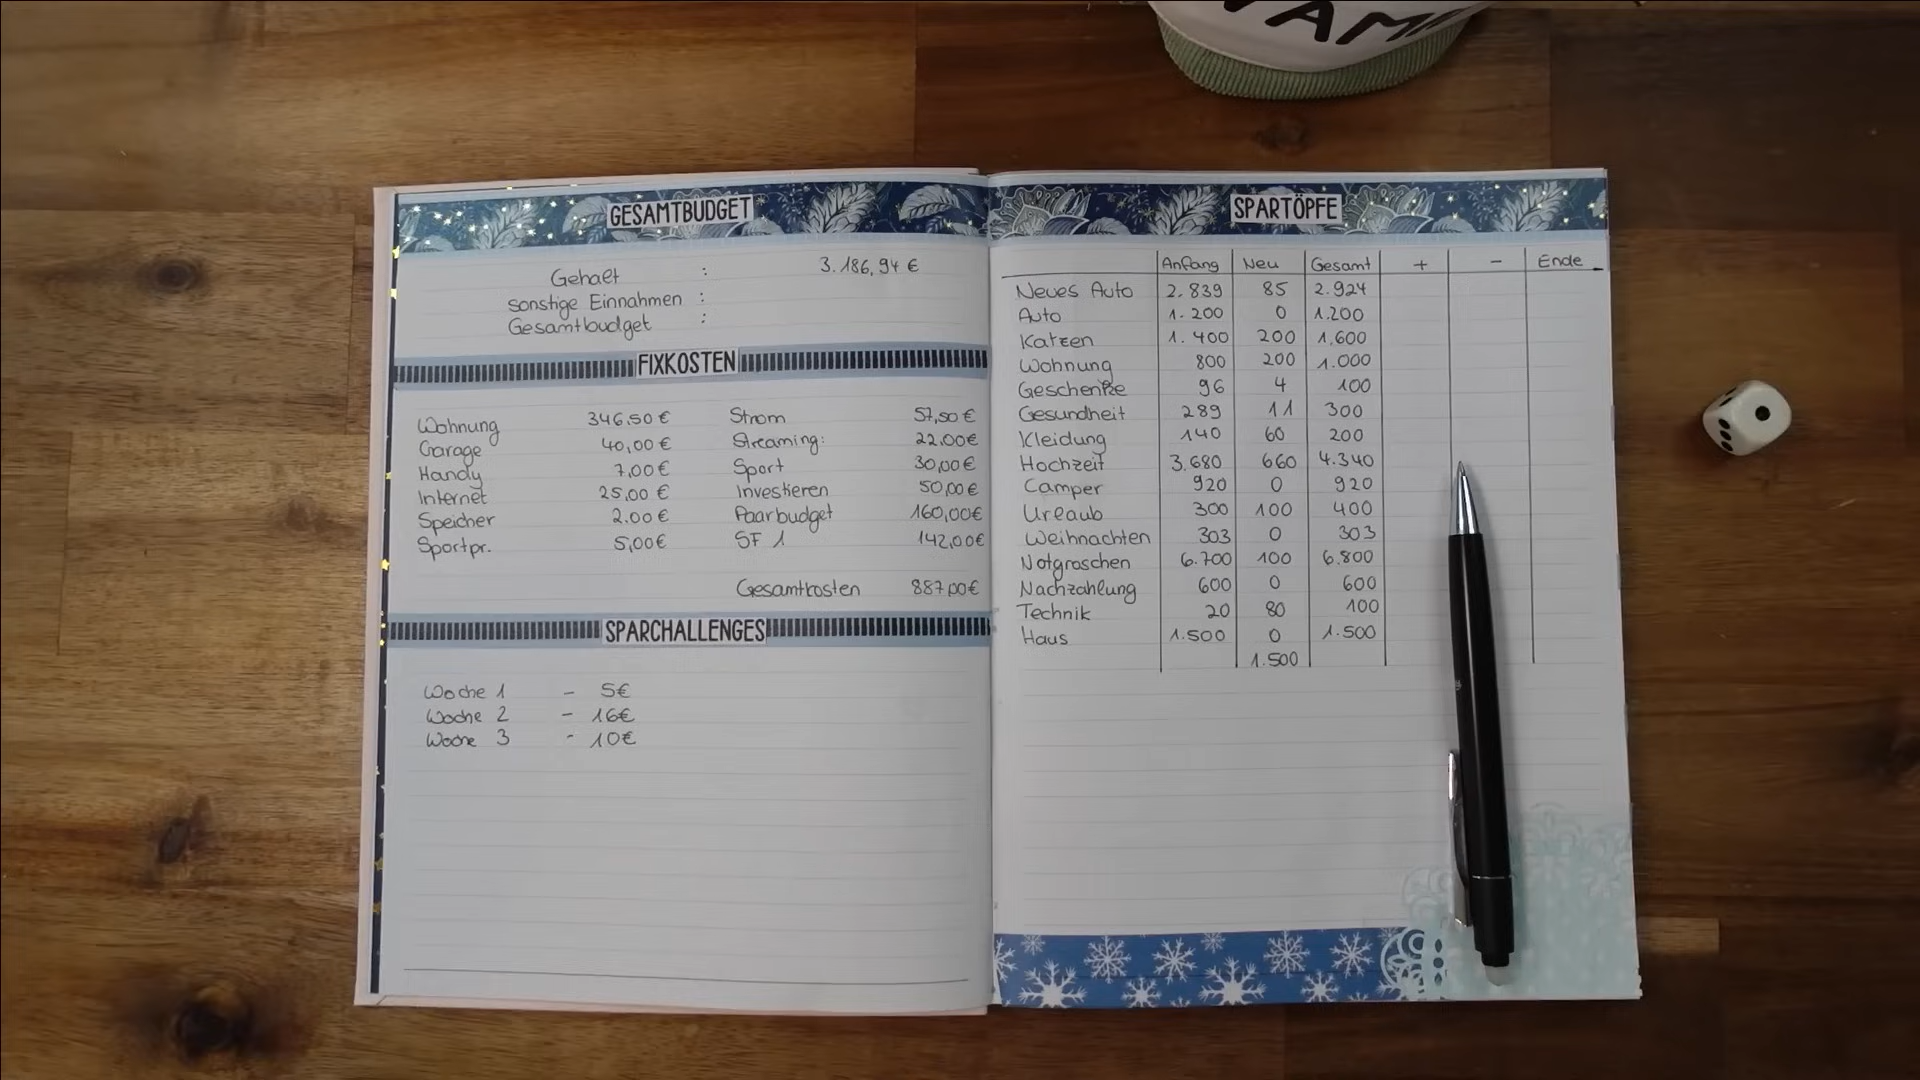 VAM
GESAMTBUDGET
Gehalt : 3.186,94 €
sonstige Einnahmen :
Gesamtbudget :
FIXKOSTEN
Wohnung 346.50 € Strom 57,50 €
Garage 40,00 € Streaming: 22.00€
Handy 7,00 € Sport 30,00 €
Internet 25,00 € Investieren 50,00€
Speicher 2.00 € Paarbudget 160,00€
Sportpr. 5,00€ SF 1 142,00€
Gesamtkosten 887,00€
SPARCHALLENGES
Woche 1 - 5€
Woche 2 - 16€
Woche 3 - 10€
SPARTÖPFE
Anfang Neu Gesamt + - Ende
Neues Auto 2.839 85 2.924
Auto 1.200 0 1.200
Katzen 1.400 200 1.600
Wohnung 800 200 1.000
Geschenke 96 4 100
Gesundheit 289 11 300
Kleidung 140 60 200
Hochzeit 3.680 660 4.340
Camper 920 0 920
Urlaub 300 100 400
Weihnachten 303 0 303
Notgroschen 6.700 100 6.800
Nachzahlung 600 0 600
Technik 20 80 100
Haus 1.500 0 1.500
1.500